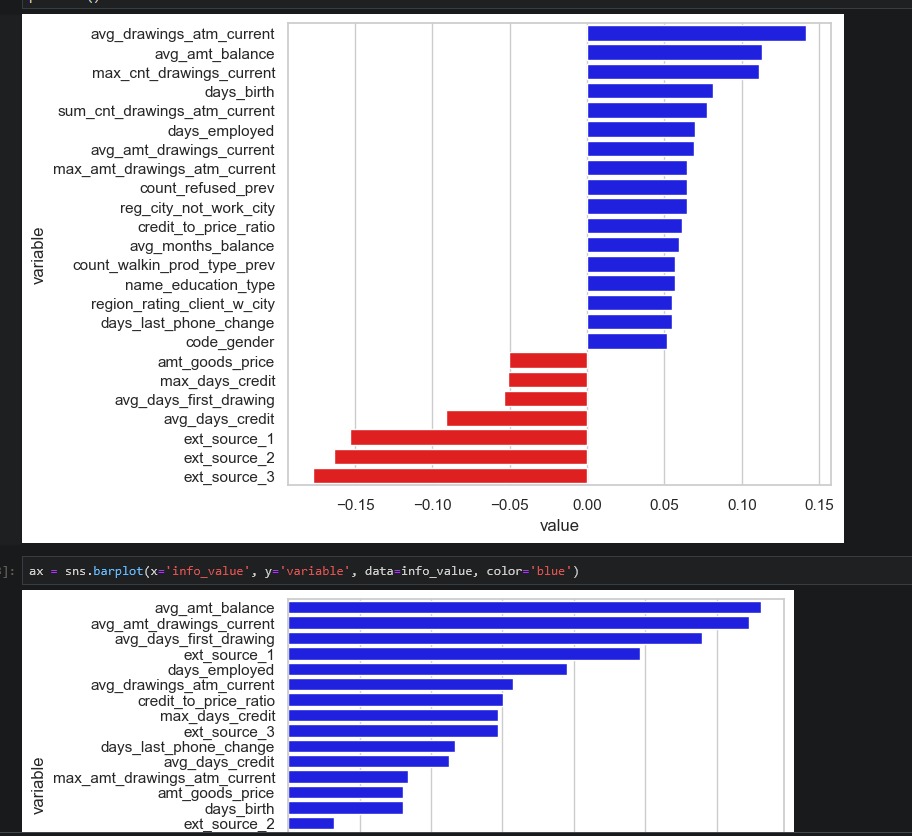 avg_drawings_atm_current
avg_amt_balance
max_cnt_drawings_current
days_birth
sum_cnt_drawings_atm_current
days_employed
avg_amt_drawings_current
max_amt_drawings_atm_current
count_refused_prev
reg_city_not_work_city
credit_to_price_ratio
avg_months_balance
count_walkin_prod_type_prev
name_education_type
region_rating_client_w_city
days_last_phone_change
code_gender
amt_goods_price
max_days_credit
avg_days_first_drawing
avg_days_credit
ext_source_1
ext_source_2
ext_source_3
variable
−0.15 −0.10 −0.05 0.00 0.05 0.10 0.15
value
]: ax = sns.barplot(x='info_value', y='variable', data=info_value, color='blue')
avg_amt_balance
avg_amt_drawings_current
avg_days_first_drawing
ext_source_1
days_employed
avg_drawings_atm_current
credit_to_price_ratio
max_days_credit
ext_source_3
days_last_phone_change
avg_days_credit
max_amt_drawings_atm_current
amt_goods_price
days_birth
ext_source_2
variable